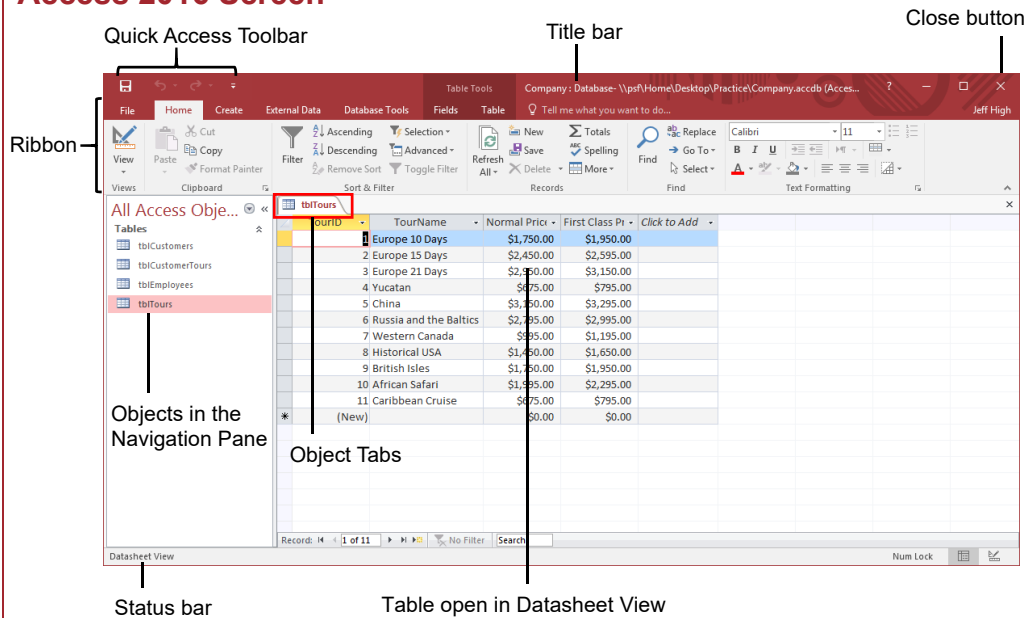 Access 2016 Screen
Close button
Quick Access Toolbar
Title bar
Table Tools
Company : Database- \\psf\Home\Desktop\Practice\Company.accdb (Acces...
?
File Home Create External Data Database Tools Fields Table Tell me what you want to do... Jeff High
Ribbon
View
Views
Paste
Cut
Copy
Format Painter
Clipboard
Filter
Ascending
Descending
Remove Sort
Selection
Advanced
Toggle Filter
Sort & Filter
Refresh
All
New
Save
Delete
Totals
Spelling
More
Records
Find
Replace
Go To
Select
Find
Calibri 11
B I U
A
Text Formatting
All Access Obje... «
Tables
tblCustomers
tblCustomerTours
tblEmployees
tblTours
tblTours
TourID TourName Normal Price First Class Pr Click to Add
1 Europe 10 Days $1,750.00 $1,950.00
2 Europe 15 Days $2,450.00 $2,595.00
3 Europe 21 Days $2,950.00 $3,150.00
4 Yucatan $675.00 $795.00
5 China $3,150.00 $3,295.00
6 Russia and the Baltics $2,795.00 $2,995.00
7 Western Canada $995.00 $1,195.00
8 Historical USA $1,450.00 $1,650.00
9 British Isles $1,750.00 $1,950.00
10 African Safari $1,995.00 $2,295.00
11 Caribbean Cruise $675.00 $795.00
* (New) $0.00 $0.00
Objects in the
Navigation Pane
Object Tabs
Record: 1 of 11 No Filter Search
Datasheet View Num Lock
Status bar
Table open in Datasheet View